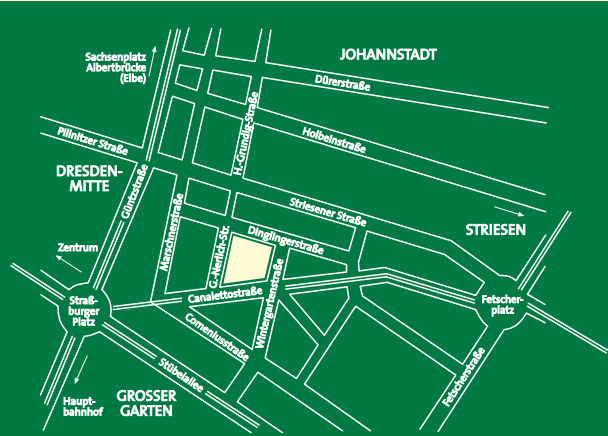 JOHANNSTADT
Sachsenplatz
Albertbrücke
(Elbe)
Dürerstraße
Pillnitzer Straße
H.-Grundig-Straße
Holbeinstraße
DRESDEN-
MITTE
Güntzstraße
Marschnerstraße
Striesener Straße
STRIESEN
Zentrum
G.-Nerlich-Str.
Dinglingerstraße
Canalettostraße
Wintergartenstraße
Straß-
burger
Platz
Fetscher-
platz
Comeniusstraße
Stübelallee
Fetscherstraße
Haupt-
bahnhof
GROSSER
GARTEN